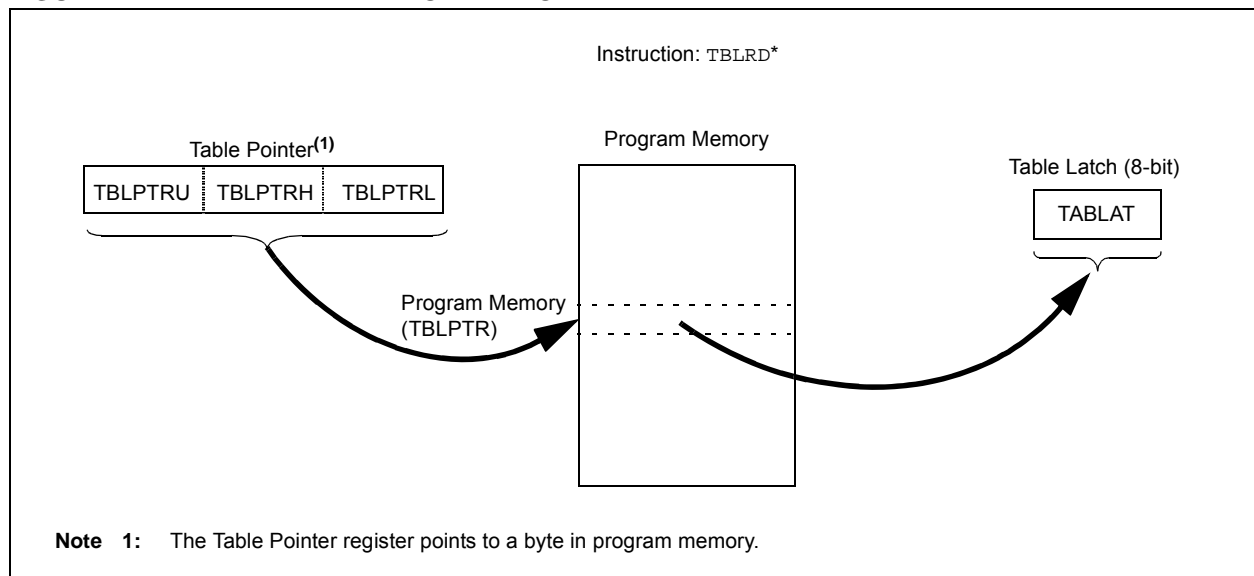 Instruction: TBLRD*
Table Pointer(1)
Program Memory
Table Latch (8-bit)
TBLPTRU TBLPTRH TBLPTRL
TABLAT
Program Memory
(TBLPTR)
Note 1: The Table Pointer register points to a byte in program memory.